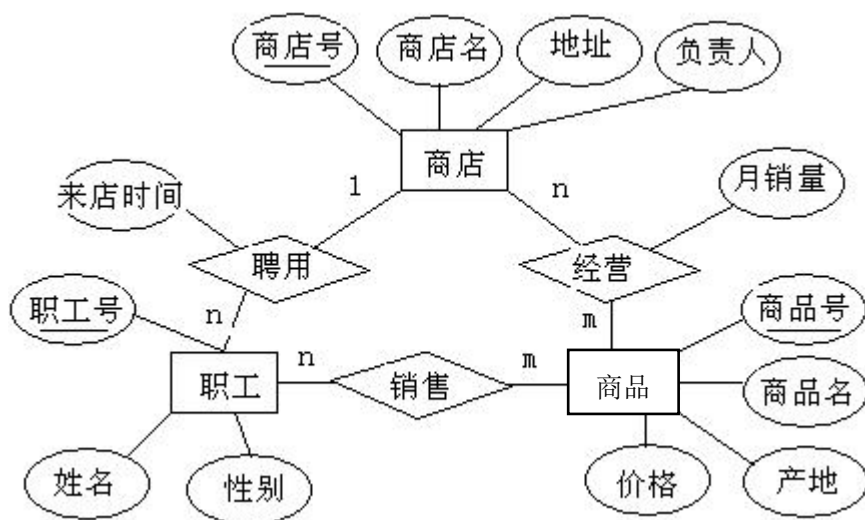 商店号
商店名
地址
负责人
商店
来店时间
1
n
月销量
聘用
经营
职工号
n
m
商品号
职工
n
销售
m
商品
商品名
姓名
性别
价格
产地